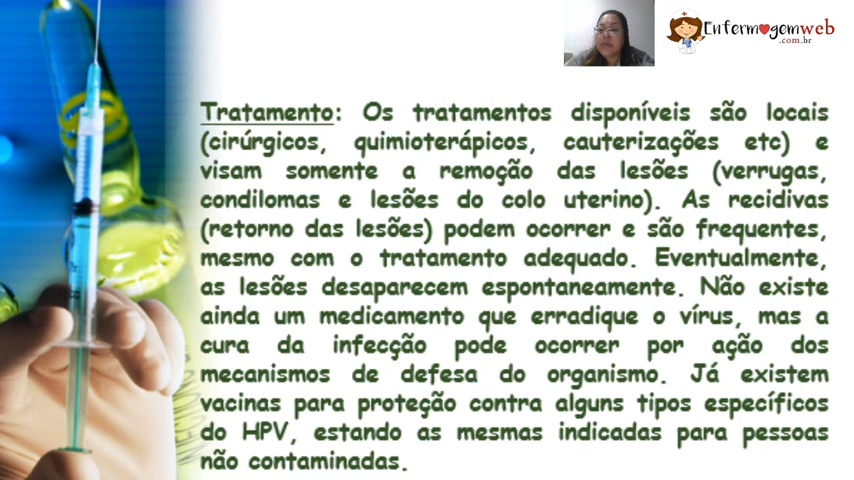 Enfermagemweb
.com.br
Tratamento: Os tratamentos disponíveis são locais
(cirúrgicos, quimioterápicos, cauterizações etc) e
visam somente a remoção das lesões (verrugas,
condilomas e lesões do colo uterino). As recidivas
(retorno das lesões) podem ocorrer e são frequentes,
mesmo com o tratamento adequado. Eventualmente,
as lesões desaparecem espontaneamente. Não existe
ainda um medicamento que erradique o vírus, mas a
cura da infecção pode ocorrer por ação dos
mecanismos de defesa do organismo. Já existem
vacinas para proteção contra alguns tipos específicos
do HPV, estando as mesmas indicadas para pessoas
não contaminadas.